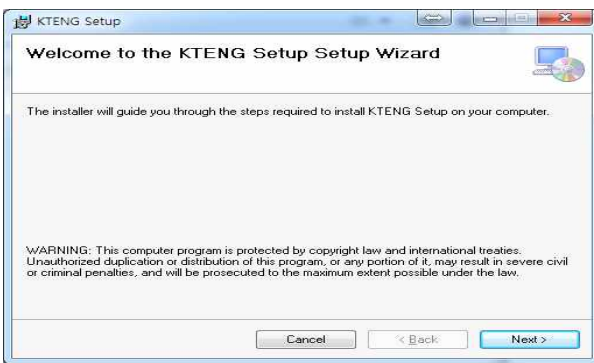 KTENG Setup
Welcome to the KTENG Setup Setup Wizard
The installer will guide you through the steps required to install KTENG Setup on your computer.
WARNING: This computer program is protected by copyright law and international treaties.
Unauthorized duplication or distribution of this program, or any portion of it, may result in severe civil
or criminal penalties, and will be prosecuted to the maximum extent possible under the law.
Cancel
< Back
Next >